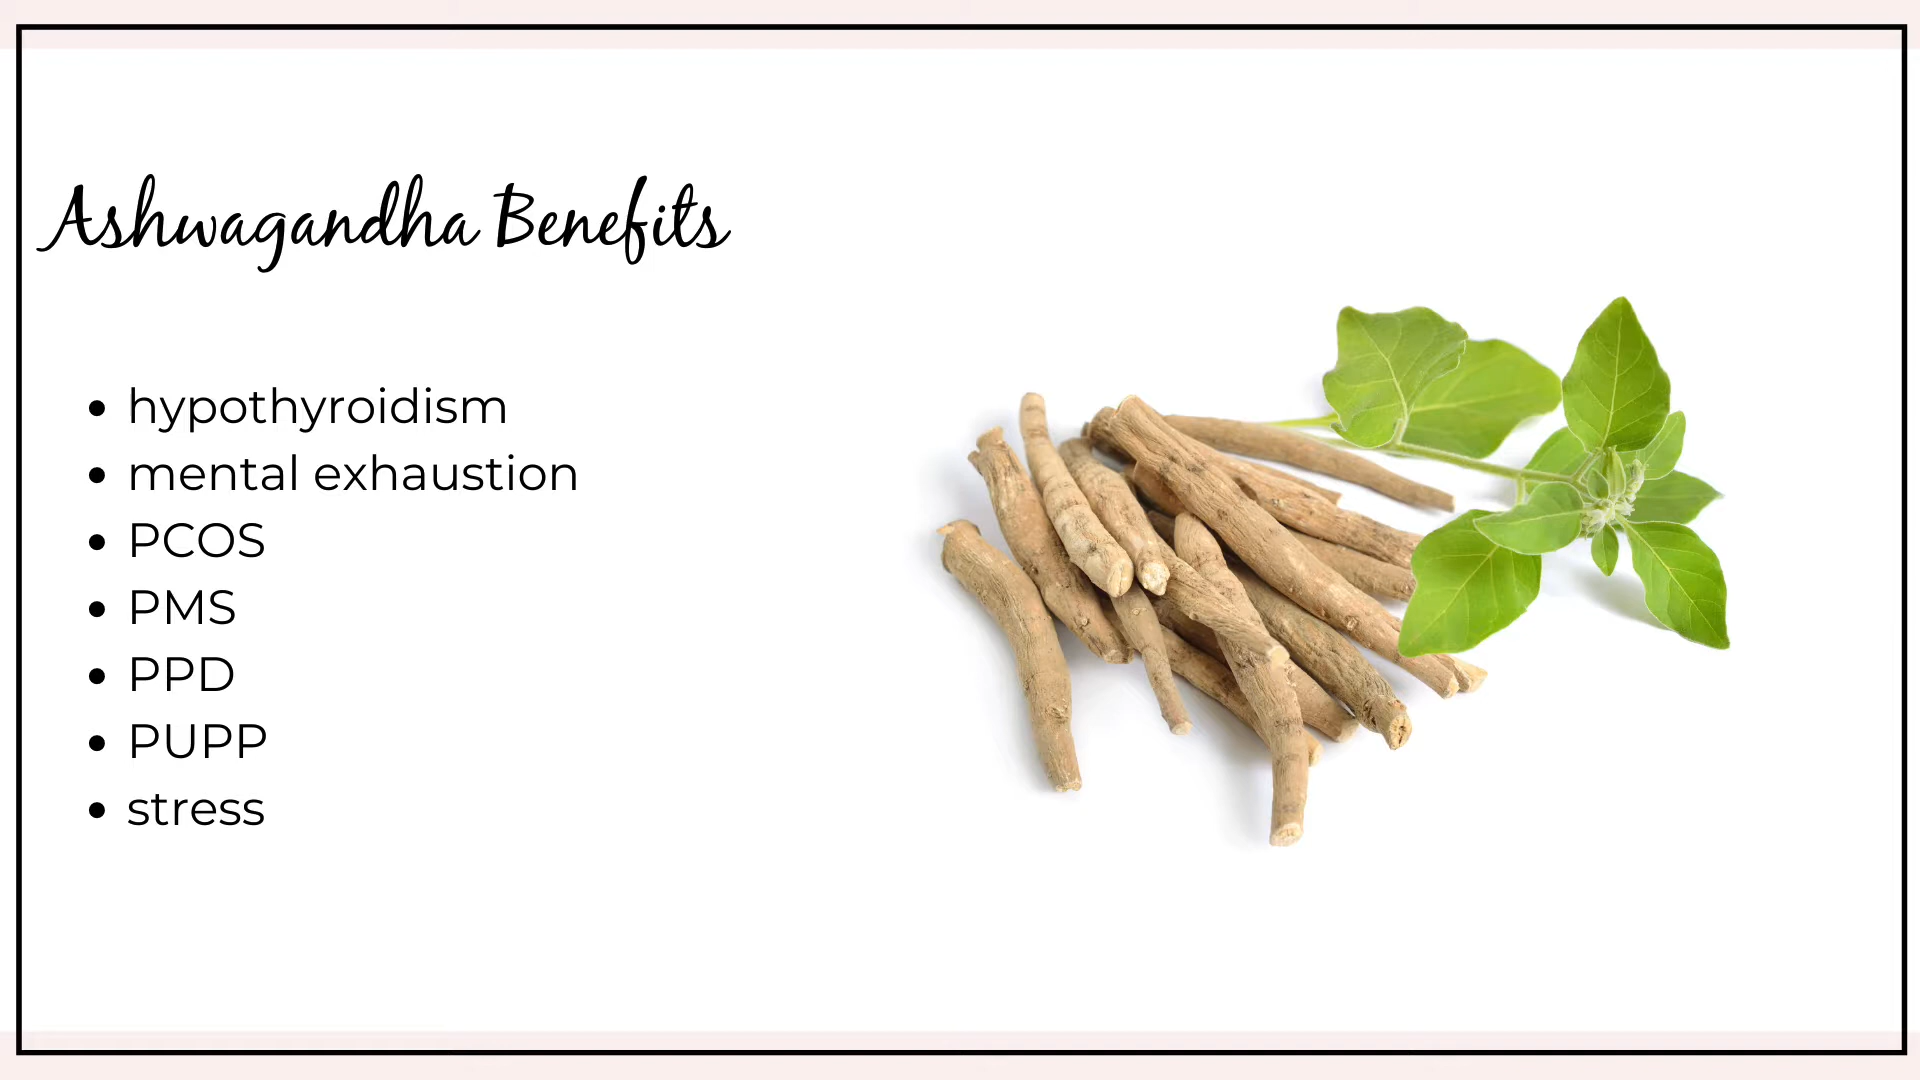 Ashwagandha Benefits
• hypothyroidism
• mental exhaustion
• PCOS
• PMS
• PPD
• PUPP
• stress